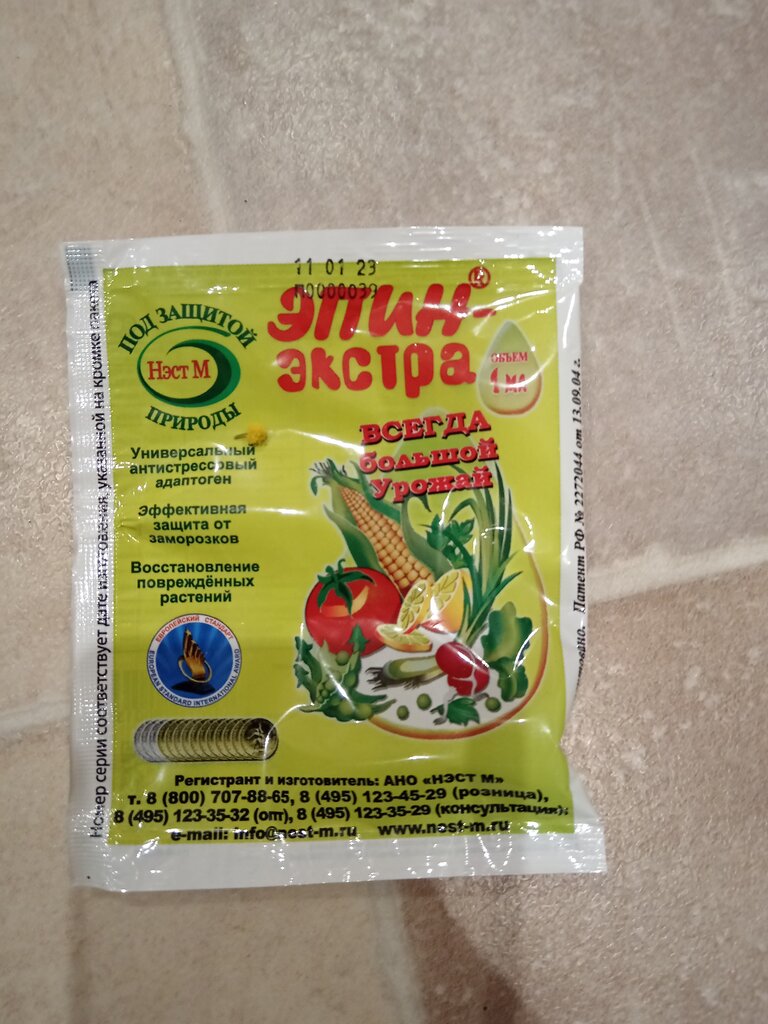 11 01 23
П0000039
ЭПИН-
экстра
ОБЪЕМ
1 МЛ
ПОД ЗАЩИТОЙ
НэстМ
ПРИРОДЫ
ВСЕГДА
большой
Урожай
Универсальный
антистрессовый
адаптоген
Эффективная
защита от
заморозков
Восстановление
повреждённых
растений
ЕВРОПЕЙСКИЙ СТАНДАРТ
EUROPEAN STANDARD INTERNATIONAL AWARD
Регистрант и изготовитель: АНО «НЭСТ М»
т. 8 (800) 707-88-65, 8 (495) 123-45-29 (розница),
8 (495) 123-35-32 (опт), 8 (495) 123-35-29 (консультация);
e-mail: info@nest-m.ru www.nest-m.ru
Номер серии соответствует дате изготовления, указанной на кромке пакета
Патент РФ № 2272044 от 13.09.04 г.